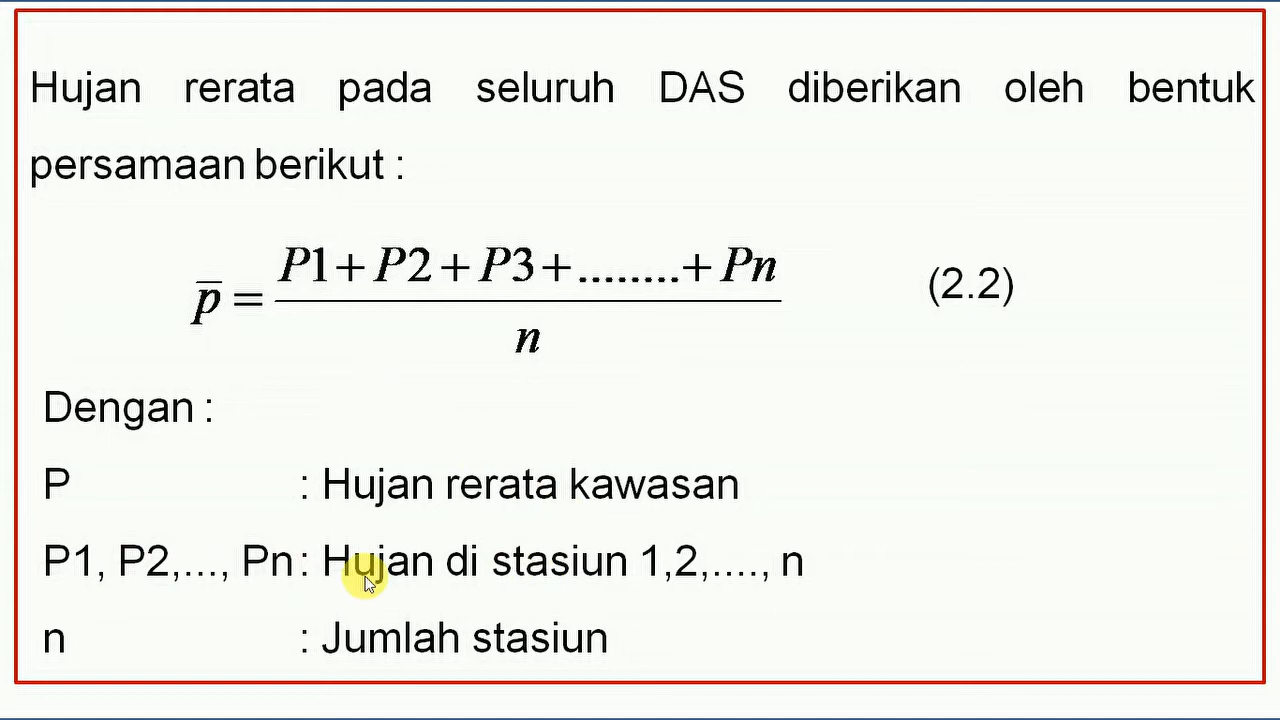 Hujan rerata pada seluruh DAS diberikan oleh bentuk
persamaan berikut :
p̅ = (P1+P2+P3+........+Pn)/n (2.2)
Dengan :
P : Hujan rerata kawasan
P1, P2,..., Pn : Hujan di stasiun 1,2,...., n
n : Jumlah stasiun